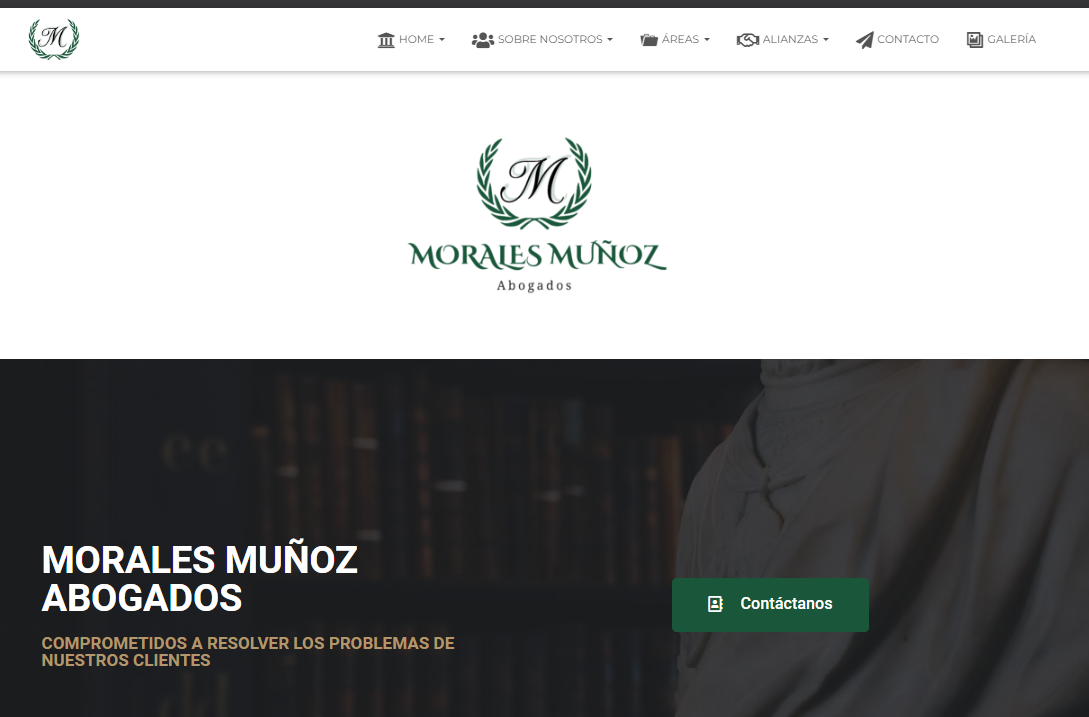 M
HOME
SOBRE NOSOTROS
ÁREAS
ALIANZAS
CONTACTO
GALERÍA
M
MORALES MUÑOZ
Abogados
ee
MORALES MUÑOZ
ABOGADOS
Contáctanos
COMPROMETIDOS A RESOLVER LOS PROBLEMAS DE
NUESTROS CLIENTES